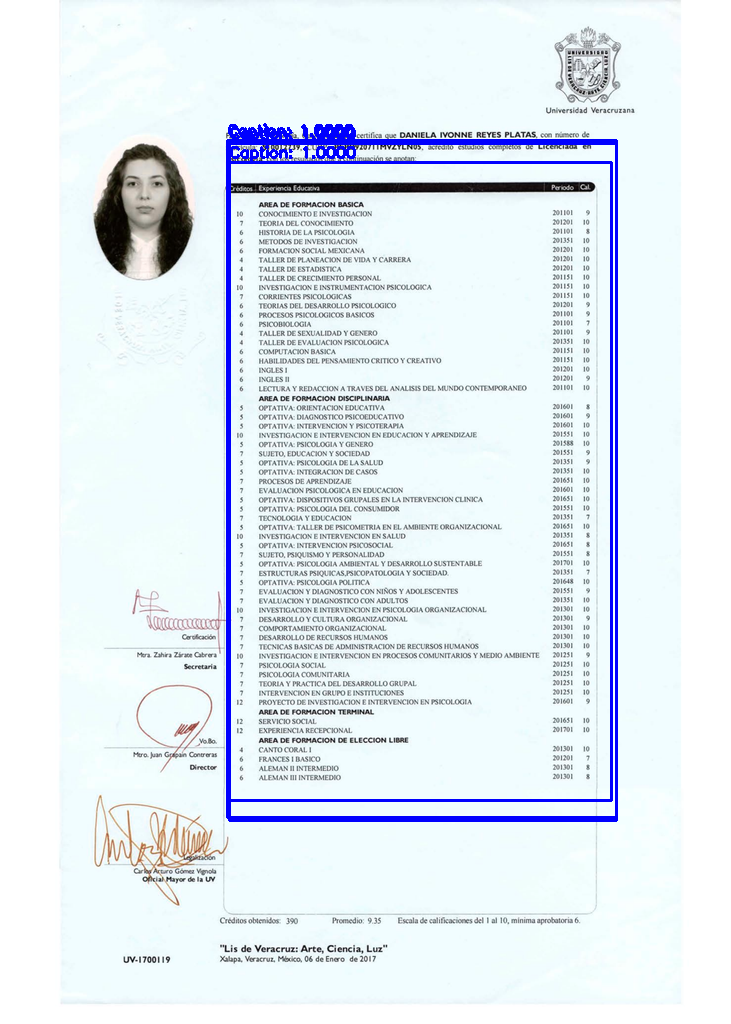 Universidad Veracruzana
certifica que DANIELA IVONNE REYES PLATAS, con número de
acreditó estudios completos de Licenciada en
Caption: 1.0000
Caption: 1.0000
continuación se anotan:
Créditos Experiencia Educativa Periodo Cal.
AREA DE FORMACION BASICA
10 CONOCIMIENTO E INVESTIGACION 201101 9
7 TEORIA DEL CONOCIMIENTO 201201 10
6 HISTORIA DE LA PSICOLOGIA 201101 8
6 METODOS DE INVESTIGACION 201351 10
6 FORMACION SOCIAL MEXICANA 201201 10
4 TALLER DE PLANEACION DE VIDA Y CARRERA 201201 10
4 TALLER DE ESTADISTICA 201201 10
4 TALLER DE CRECIMIENTO PERSONAL 201151 10
10 INVESTIGACION E INSTRUMENTACION PSICOLOGICA 201151 10
7 CORRIENTES PSICOLOGICAS 201151 10
6 TEORIAS DEL DESARROLLO PSICOLOGICO 201201 9
6 PROCESOS PSICOLOGICOS BASICOS 201101 9
6 PSICOBIOLOGIA 201101 7
4 TALLER DE SEXUALIDAD Y GENERO 201101 9
4 TALLER DE EVALUACION PSICOLOGICA 201351 10
6 COMPUTACION BASICA 201151 10
6 HABILIDADES DEL PENSAMIENTO CRITICO Y CREATIVO 201151 10
6 INGLES I 201201 10
6 INGLES II 201201 9
6 LECTURA Y REDACCION A TRAVES DEL ANALISIS DEL MUNDO CONTEMPORANEO 201101 10
AREA DE FORMACION DISCIPLINARIA
5 OPTATIVA: ORIENTACION EDUCATIVA 201601 8
5 OPTATIVA: DIAGNOSTICO PSICOEDUCATIVO 201601 9
5 OPTATIVA: INTERVENCION Y PSICOTERAPIA 201601 10
10 INVESTIGACION E INTERVENCION EN EDUCACION Y APRENDIZAJE 201551 10
5 OPTATIVA: PSICOLOGIA Y GENERO 201588 10
7 SUJETO, EDUCACION Y SOCIEDAD 201551 9
5 OPTATIVA: PSICOLOGIA DE LA SALUD 201351 9
5 OPTATIVA: INTEGRACION DE CASOS 201351 10
7 PROCESOS DE APRENDIZAJE 201651 10
7 EVALUACION PSICOLOGICA EN EDUCACION 201601 10
5 OPTATIVA: DISPOSITIVOS GRUPALES EN LA INTERVENCION CLINICA 201651 10
5 OPTATIVA: PSICOLOGIA DEL CONSUMIDOR 201551 10
7 TECNOLOGIA Y EDUCACION 201351 7
5 OPTATIVA: TALLER DE PSICOMETRIA EN EL AMBIENTE ORGANIZACIONAL 201651 10
10 INVESTIGACION E INTERVENCION EN SALUD 201351 8
5 OPTATIVA: INTERVENCION PSICOSOCIAL 201651 8
7 SUJETO, PSIQUISMO Y PERSONALIDAD 201551 8
5 OPTATIVA: PSICOLOGIA AMBIENTAL Y DESARROLLO SUSTENTABLE 201701 10
7 ESTRUCTURAS PSIQUICAS,PSICOPATOLOGIA Y SOCIEDAD. 201351 7
5 OPTATIVA: PSICOLOGIA POLITICA 201648 10
7 EVALUACION Y DIAGNOSTICO CON NIÑOS Y ADOLESCENTES 201551 9
7 EVALUACION Y DIAGNOSTICO CON ADULTOS 201351 10
10 INVESTIGACION E INTERVENCION EN PSICOLOGIA ORGANIZACIONAL 201301 10
7 DESARROLLO Y CULTURA ORGANIZACIONAL 201301 9
7 COMPORTAMIENTO ORGANIZACIONAL 201301 10
7 DESARROLLO DE RECURSOS HUMANOS 201301 10
7 TECNICAS BASICAS DE ADMINISTRACION DE RECURSOS HUMANOS 201301 10
10 INVESTIGACION E INTERVENCION EN PROCESOS COMUNITARIOS Y MEDIO AMBIENTE 201251 9
7 PSICOLOGIA SOCIAL 201251 10
7 PSICOLOGIA COMUNITARIA 201251 10
7 TEORIA Y PRACTICA DEL DESARROLLO GRUPAL 201251 10
7 INTERVENCION EN GRUPO E INSTITUCIONES 201251 10
12 PROYECTO DE INVESTIGACION E INTERVENCION EN PSICOLOGIA 201601 9
AREA DE FORMACION TERMINAL
12 SERVICIO SOCIAL 201651 10
12 EXPERIENCIA RECEPCIONAL 201701 10
AREA DE FORMACION DE ELECCION LIBRE
4 CANTO CORAL I 201301 10
6 FRANCES I BASICO 201201 7
6 ALEMAN II INTERMEDIO 201301 8
6 ALEMAN III INTERMEDIO 201301 8
Certificación
Mtra. Zahira Zárate Cabrera
Secretaria
Vo.Bo.
Mtro. Juan Grapain Contreras
Director
Legalización
Carlos Arturo Gómez Vignola
Oficial Mayor de la UV
Créditos obtenidos: 390 Promedio: 9.35 Escala de calificaciones del 1 al 10, mínima aprobatoria 6.
"Lis de Veracruz: Arte, Ciencia, Luz"
UV-1700119 Xalapa, Veracruz, México, 06 de Enero de 2017